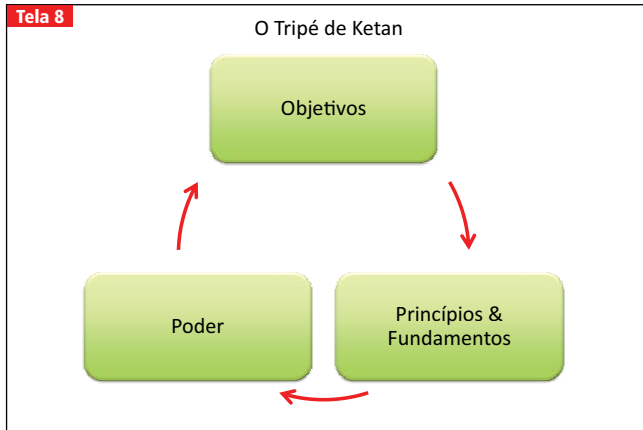 Tela 8
O Tripé de Ketan
Objetivos
Poder
Princípios &
Fundamentos